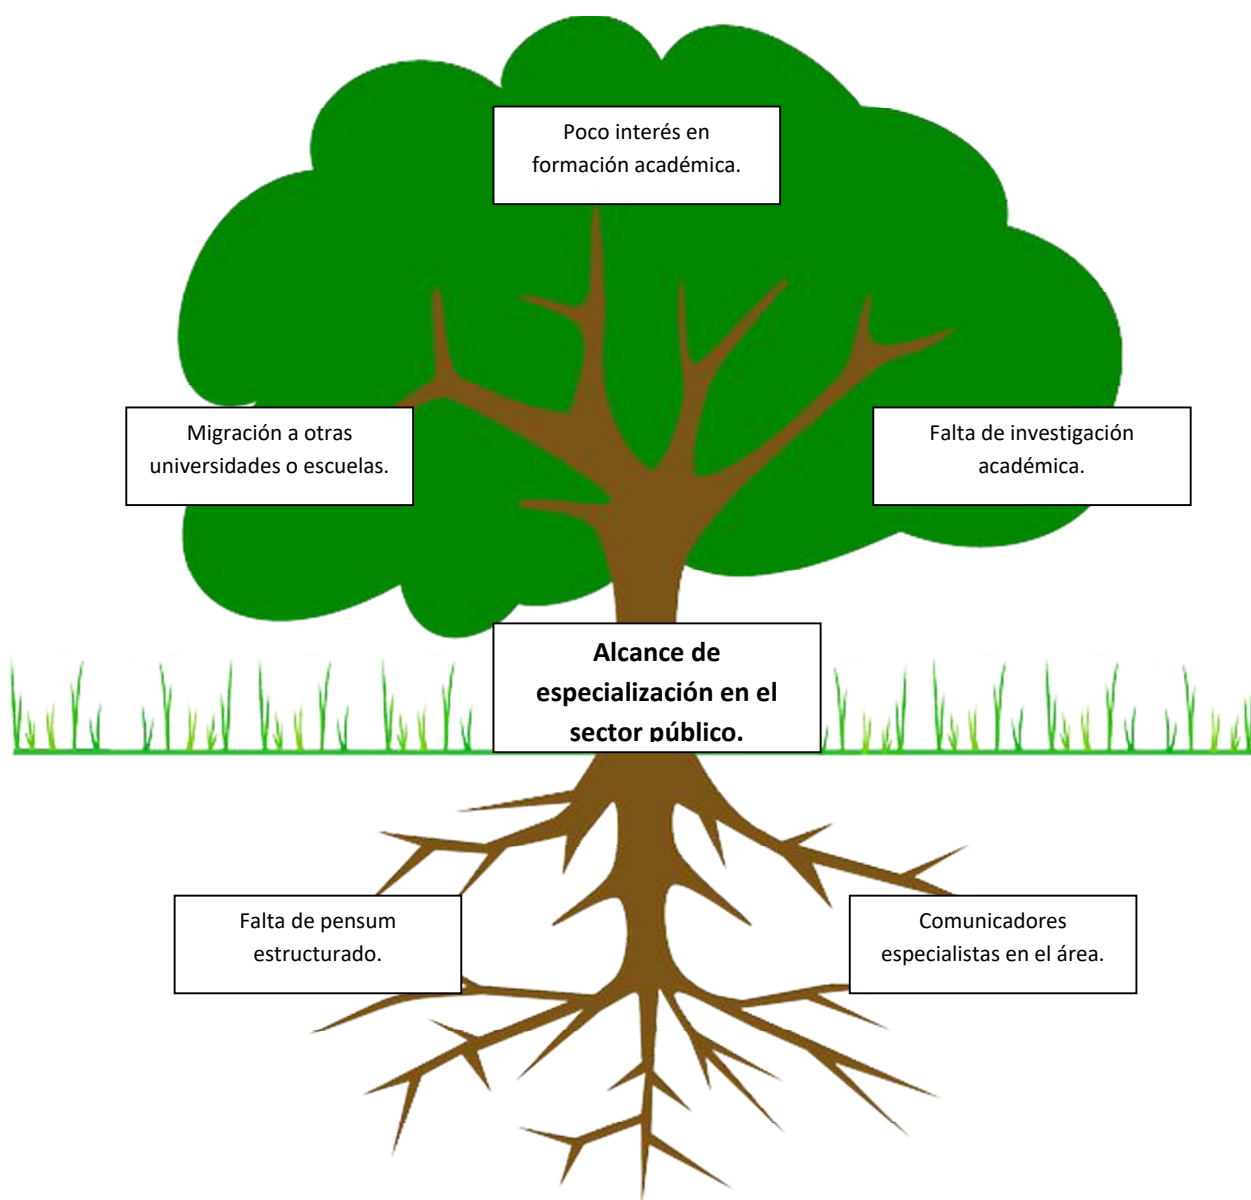 Poco interés en
formación académica.
Migración a otras
universidades o escuelas.
Falta de investigación
académica.
Alcance de
especialización en el
sector público.
Falta de pensum
estructurado.
Comunicadores
especialistas en el área.